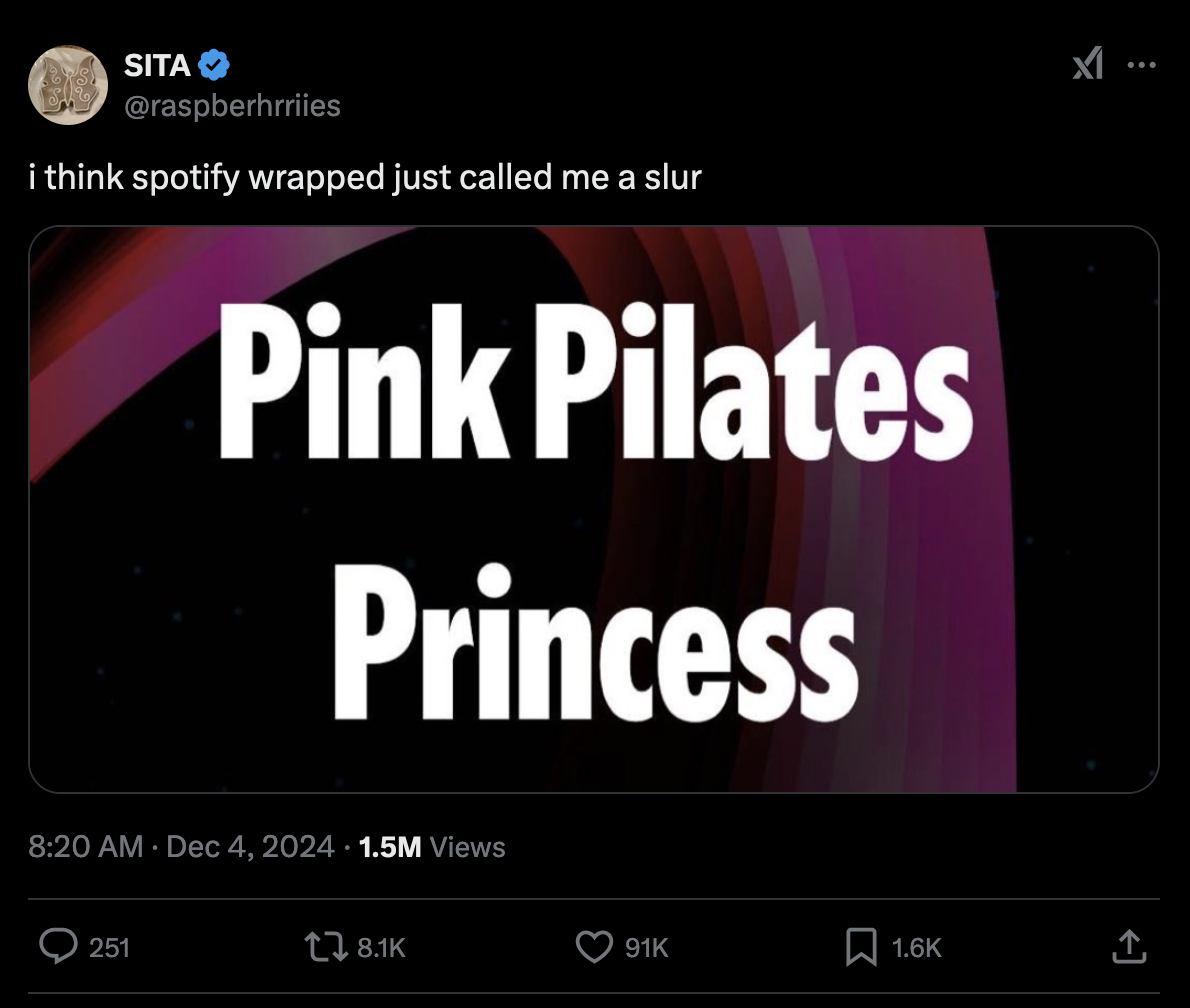 SITA
@raspberhrriies
i think spotify wrapped just called me a slur
Pink Pilates
Princess
8:20 AM · Dec 4, 2024 · 1.5M Views
251 8.1K 91K 1.6K